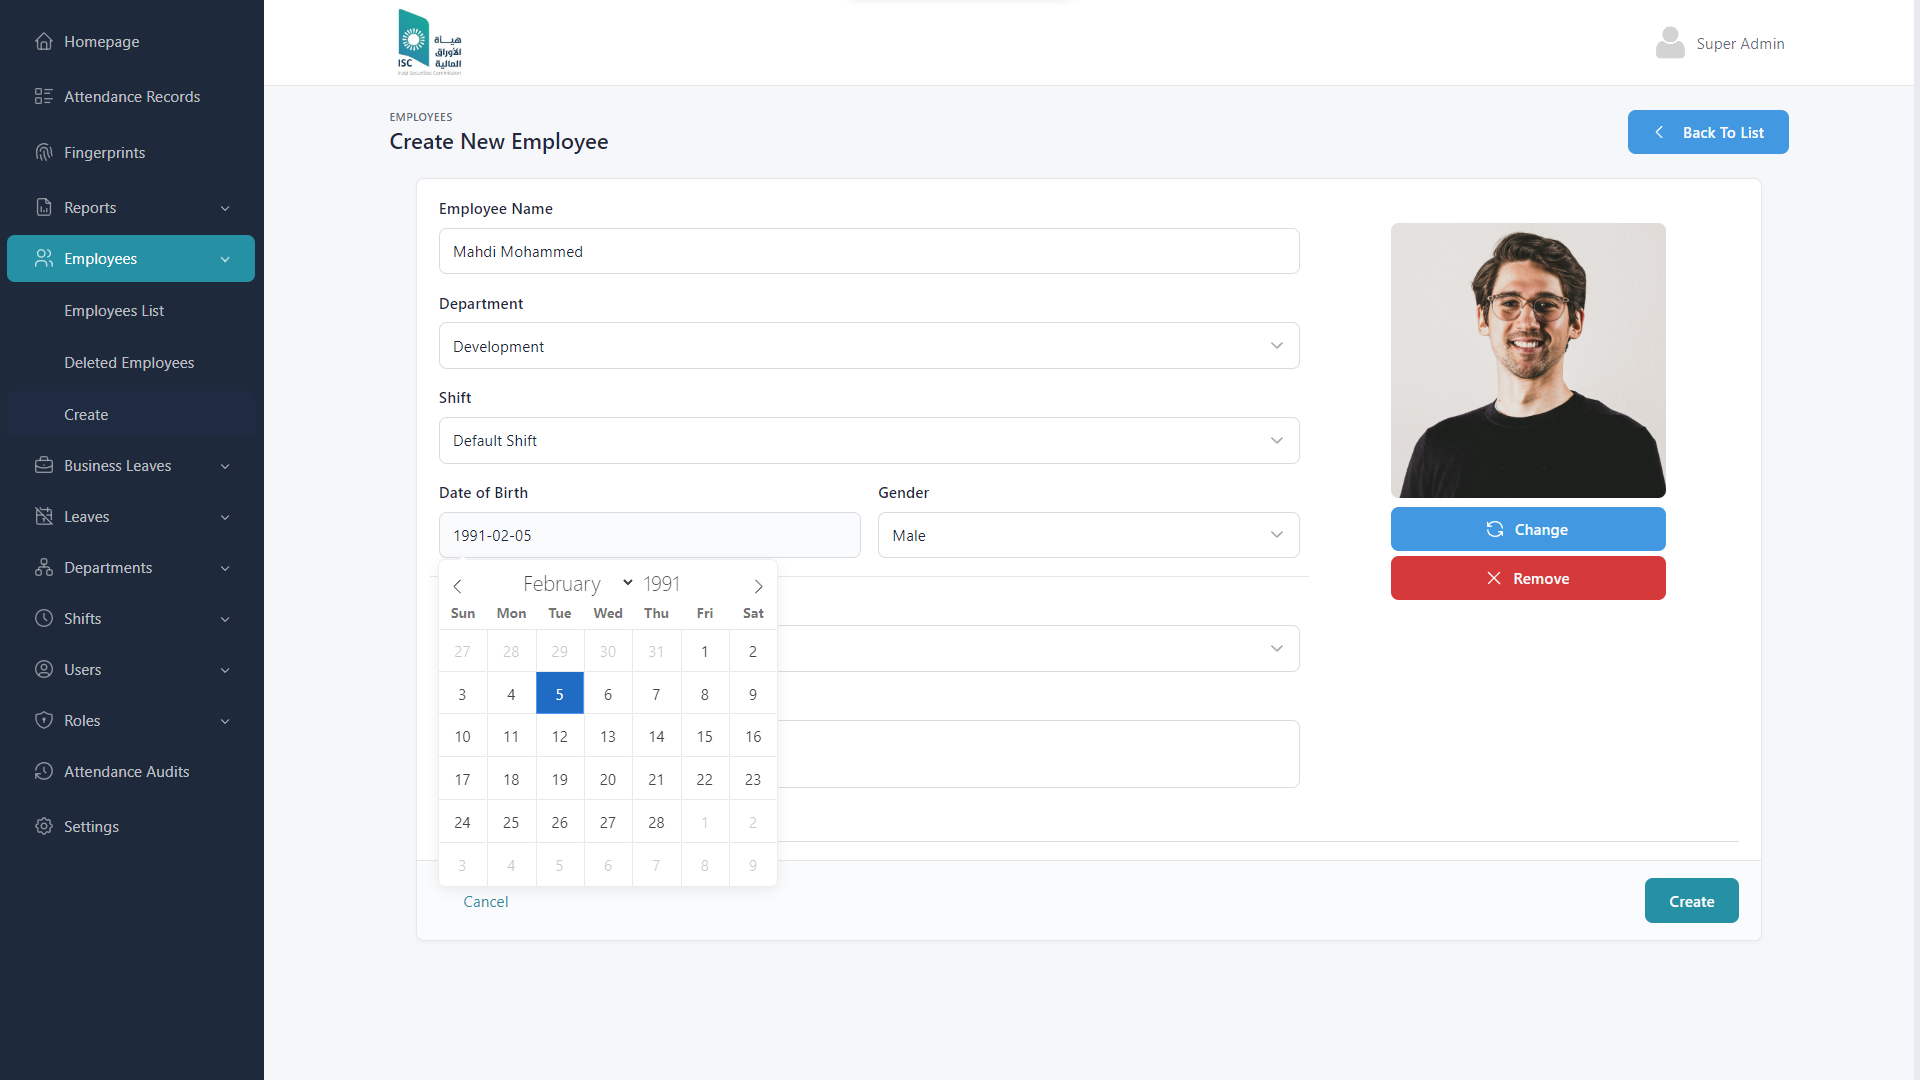 Homepage
Attendance Records
Fingerprints
Reports
Employees
Employees List
Deleted Employees
Create
Business Leaves
Leaves
Departments
Shifts
Users
Roles
Attendance Audits
Settings
هيـأة
الأوراق
المالية
ISC
Iraqi Securities Commission
Super Admin
EMPLOYEES
Create New Employee
Back To List
Employee Name
Mahdi Mohammed
Department
Development
Shift
Default Shift
Date of Birth
Gender
1991-02-05
Male
February 1991
Sun Mon Tue Wed Thu Fri Sat
27 28 29 30 31 1 2
3 4 5 6 7 8 9
10 11 12 13 14 15 16
17 18 19 20 21 22 23
24 25 26 27 28 1 2
3 4 5 6 7 8 9
Change
Remove
Cancel
Create